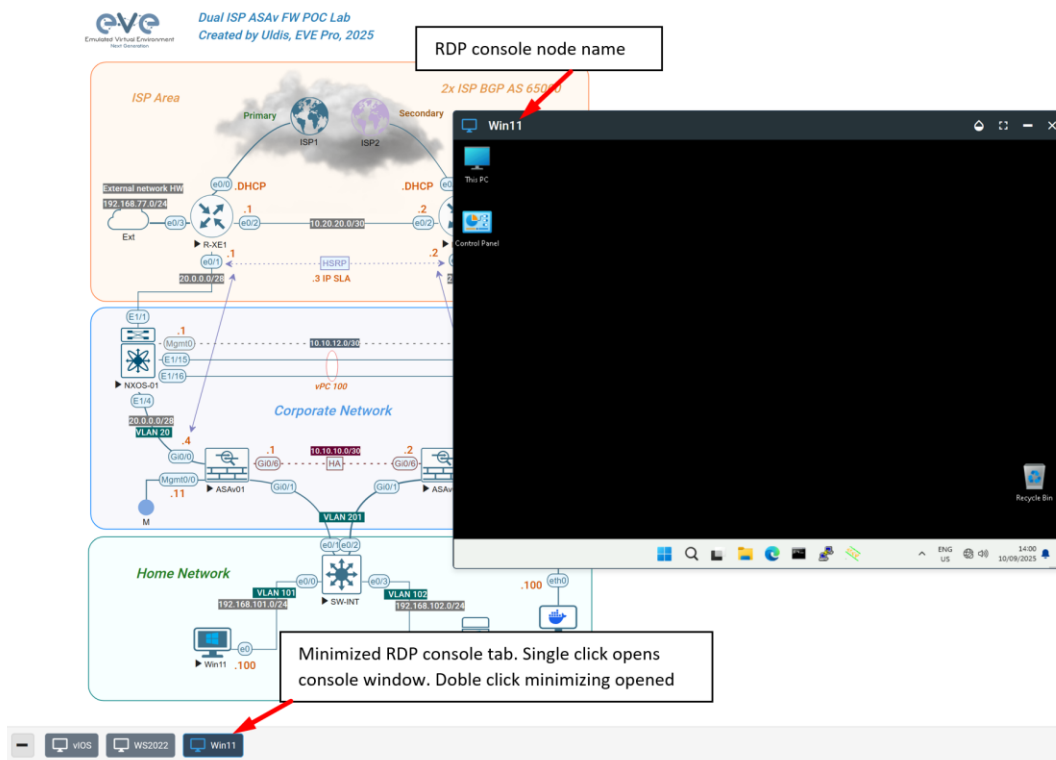 eve
Emulated Virtual Environment
Next Generation
Dual ISP ASAv FW POC Lab
Created by Uldis, EVE Pro, 2025
RDP console node name
ISP Area
2x ISP BGP AS 650
Primary
Secondary
ISP1
ISP2
Win11
This PC
Control Panel
External network HW
192.168.77.0/24
e0/0
.DHCP
.DHCP
Ext
e0/3
.1
e0/2
10.20.20.0/30
.2
e0/2
R-XE1
e0/1
.1
HSRP
.2
20.0.0.0/28
.3 IP SLA
E1/1
.1
Mgmt0
10.10.12.0/30
E1/15
E1/16
NXOS-01
vPC 100
E1/4
Corporate Network
20.0.0.0/28
VLAN 20
.4
Gi0/0
.1
10.10.10.0/30
.2
Gi0/6
HA
Gi0/6
Mgmt0/0
.11
ASAv01
Gi0/1
Gi0/1
ASAv
M
VLAN 201
Recycle Bin
ENG
US
14:00
10/09/2025
e0/1
e0/2
Home Network
e0/0
e0/3
.100
eth0
VLAN 101
192.168.101.0/24
SW-INT
VLAN 102
192.168.102.0/24
e0
Win11
.100
Minimized RDP console tab. Single click opens
console window. Doble click minimizing opened
vIOS
WS2022
Win11